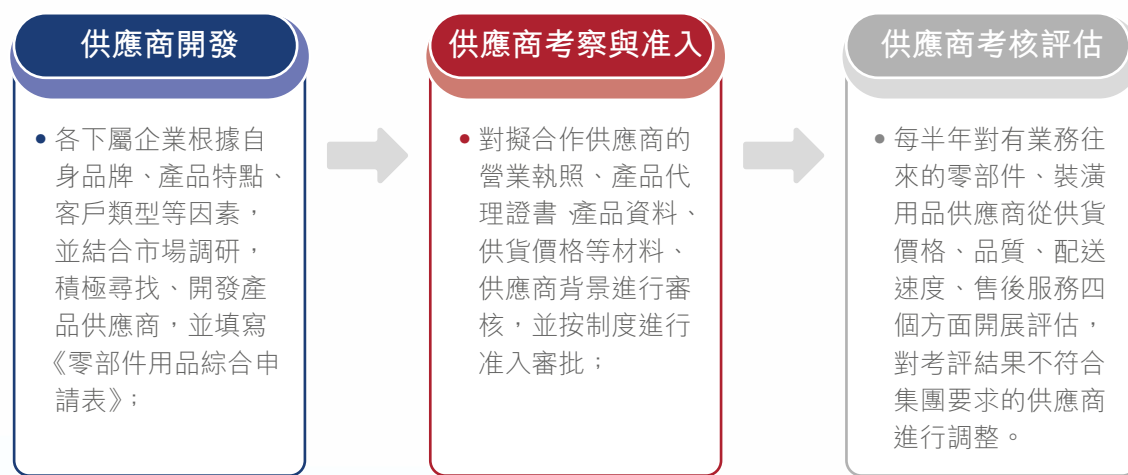 供應商開發
• 各下屬企業根據自
身品牌、產品特點、
客戶類型等因素，
並結合市場調研，
積極尋找、開發產
品供應商，並填寫
《零部件用品綜合申
請表》；
供應商考察與准入
• 對擬合作供應商的
營業執照、產品代
理證書 產品資料、
供貨價格等材料、
供應商背景進行審
核，並按制度進行
准入審批；
供應商考核評估
• 每半年對有業務往
來的零部件、裝潢
用品供應商從供貨
價格、品質、配送
速度、售後服務四
個方面開展評估，
對考評結果不符合
集團要求的供應商
進行調整。